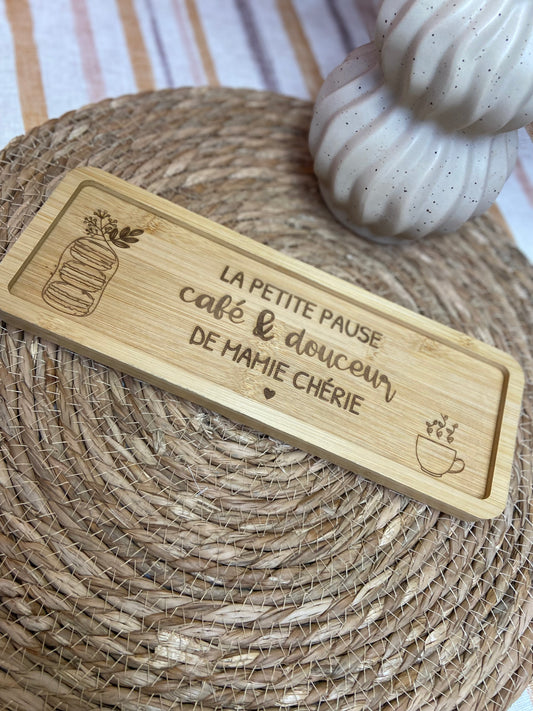 LA PETITE PAUSE
café & douceur
DE MAMIE CHÉRIE